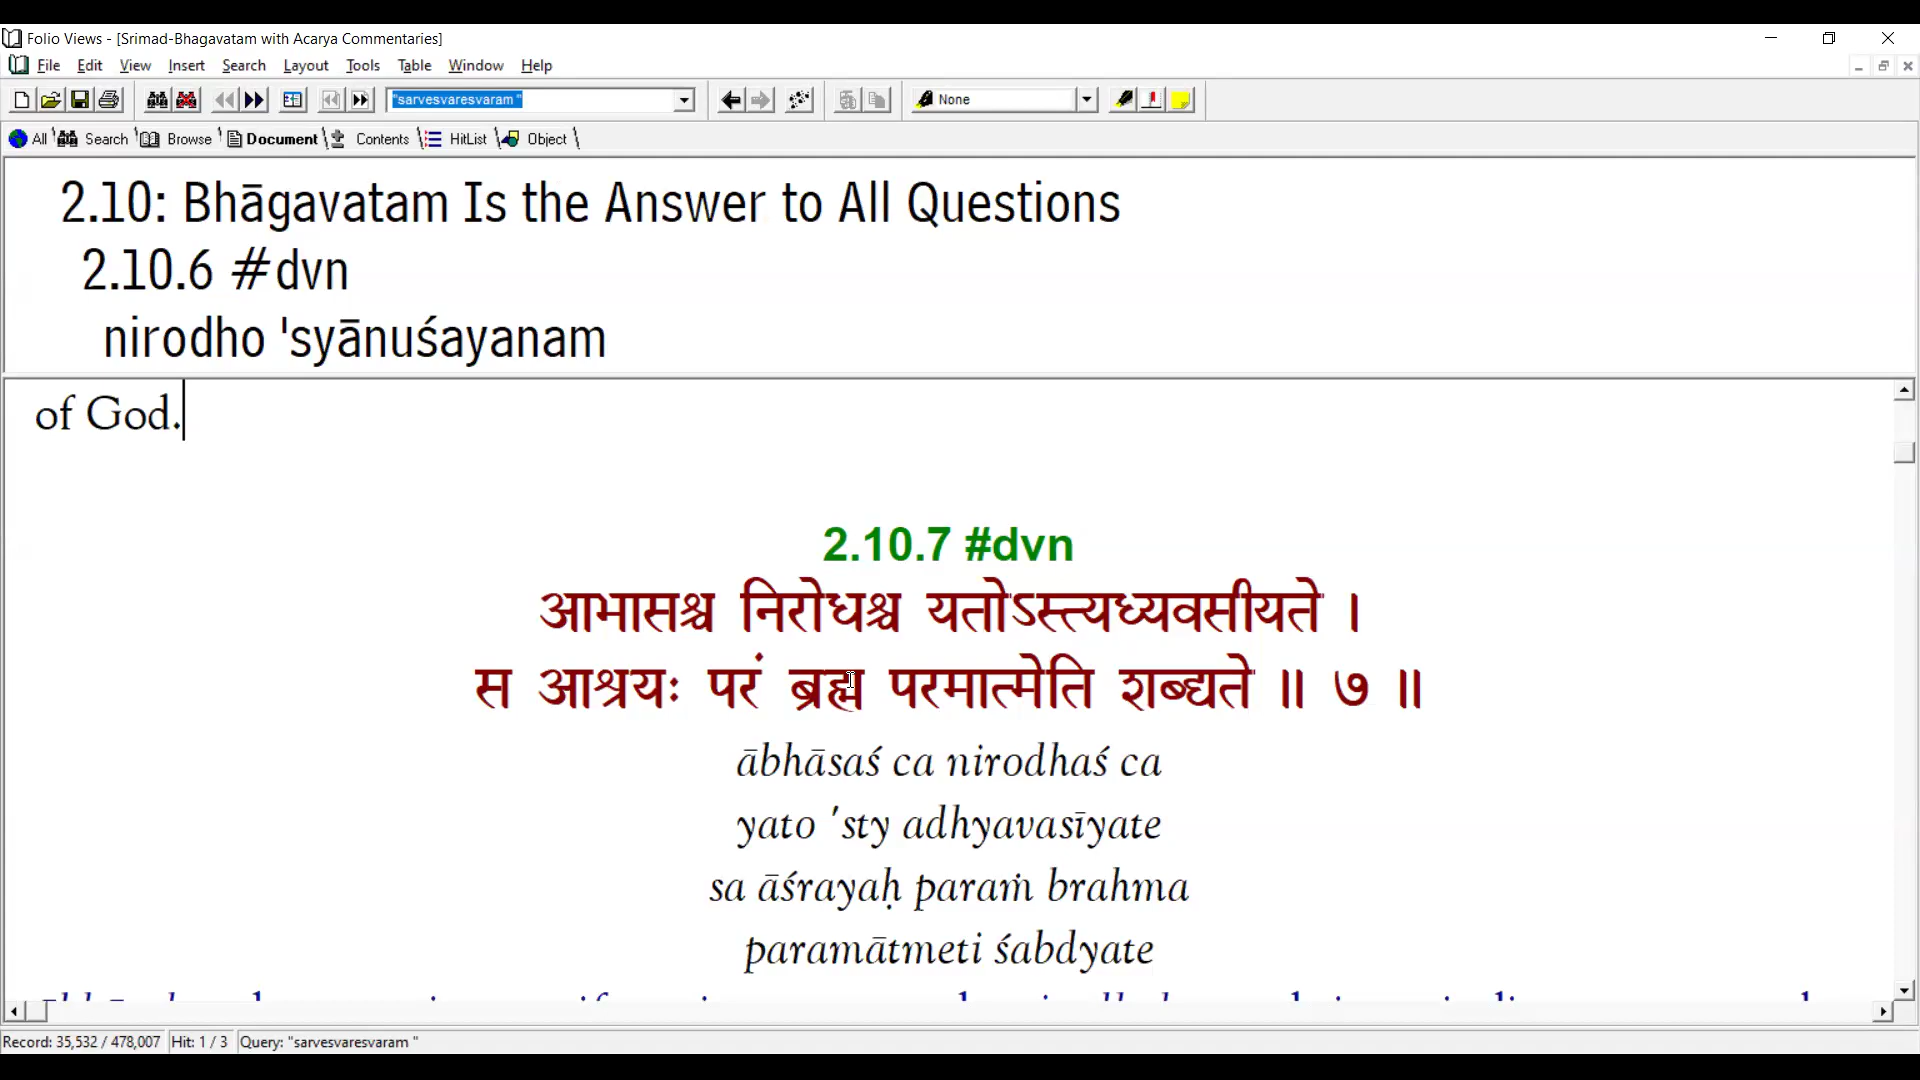 Folio Views - [Srimad-Bhagavatam with Acarya Commentaries]
File Edit View Insert Search Layout Tools Table Window Help
"sarvesvaresvaram " None
All Search Browse Document Contents HitList Object
2.10: Bhāgavatam Is the Answer to All Questions
2.10.6 #dvn
nirodho 'syānuśayanam
of God.
2.10.7 #dvn
आभासश्च निरोधश्च यतोऽस्त्यध्यवसीयते ।
स आश्रयः परं ब्रह्म परमात्मेति शब्द्यते ॥ ७ ॥
ābhāsaś ca nirodhaś ca
yato 'sty adhyavasīyate
sa āśrayaḥ paraṁ brahma
paramātmeti śabdyate
Record: 35,532 / 478,007 Hit: 1 / 3 Query: "sarvesvaresvaram "